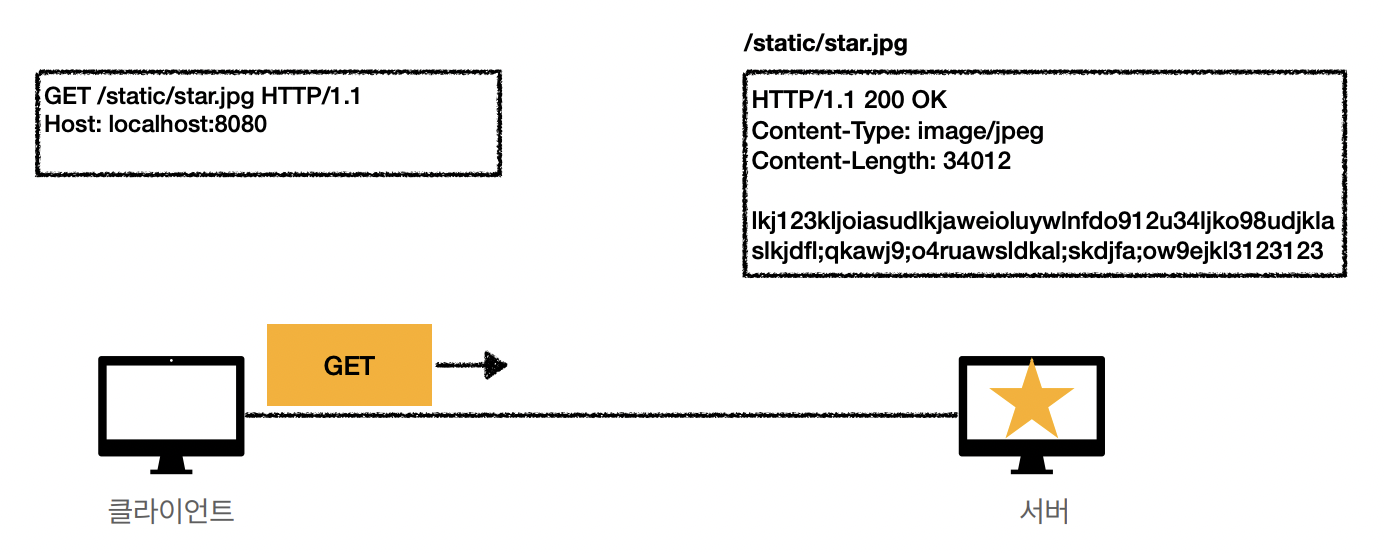 /static/star.jpg
GET /static/star.jpg HTTP/1.1
Host: localhost:8080
HTTP/1.1 200 OK
Content-Type: image/jpeg
Content-Length: 34012
lkj123kljoiasudlkjaweioluywlnfdo912u34ljko98udjkla
slkjdfl;qkawj9;o4ruawsldkal;skdjfa;ow9ejkl3123123
GET
클라이언트
서버